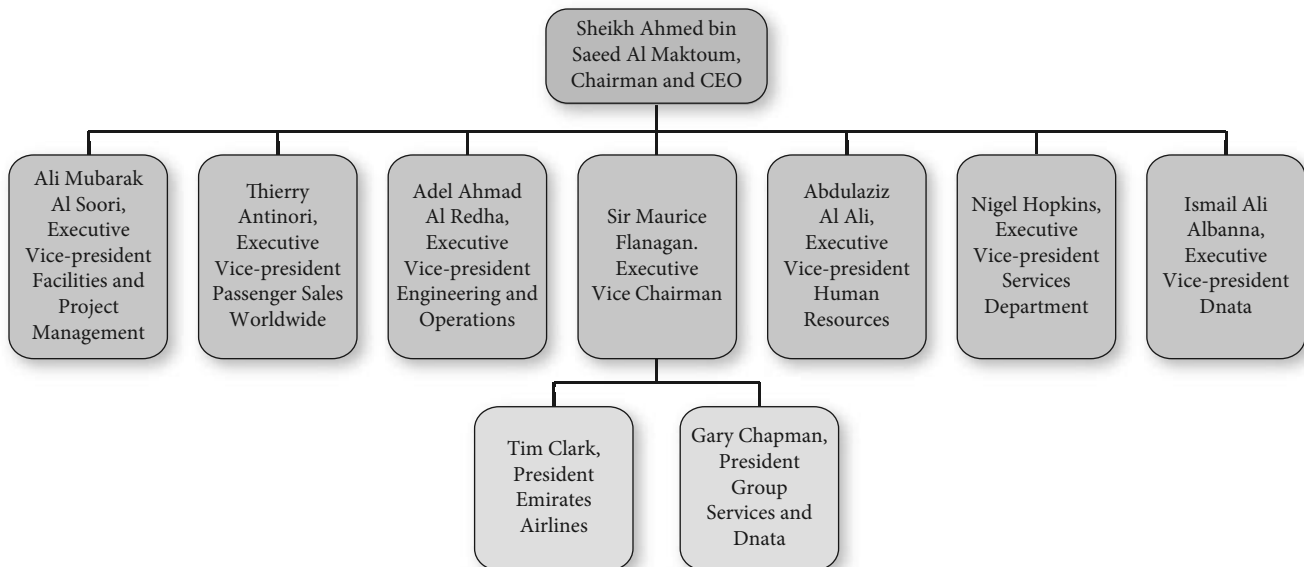 Sheikh Ahmed bin
Saeed Al Maktoum,
Chairman and CEO
Ali Mubarak
Al Soori,
Executive
Vice-president
Facilities and
Project
Management
Thierry
Antinori,
Executive
Vice-president
Passenger Sales
Worldwide
Adel Ahmad
Al Redha,
Executive
Vice-president
Engineering and
Operations
Sir Maurice
Flanagan.
Executive
Vice Chairman
Abdulaziz
Al Ali,
Executive
Vice-president
Human
Resources
Nigel Hopkins,
Executive
Vice-president
Services
Department
Ismail Ali
Albanna,
Executive
Vice-president
Dnata
Tim Clark,
President
Emirates
Airlines
Gary Chapman,
President
Group
Services and
Dnata